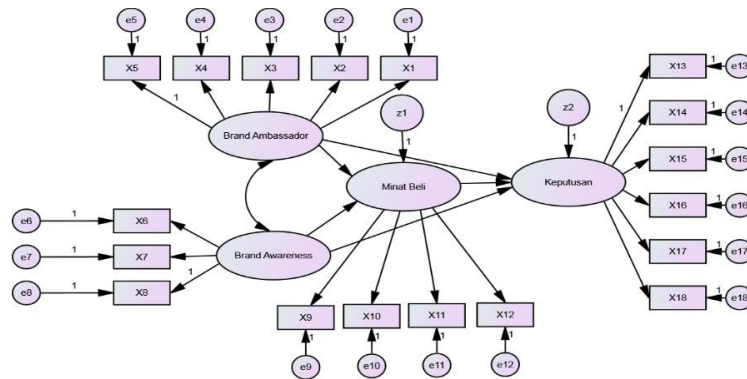 e5 e4 e3 e2 e1
1 1 1 1 1
X5 X4 X3 X2 X1
1
Brand Ambassador
z1
1
z2
1
Minat Beli
Keputusan
1
X13 1 e13
X14 1 e14
X15 1 e15
X16 1 e16
X17 1 e17
X18 1 e18
e6 1 X6
e7 1 X7
e8 1 X8
1
Brand Awareness
X9 X10 X11 X12
1 1 1 1
e9 e10 e11 e12